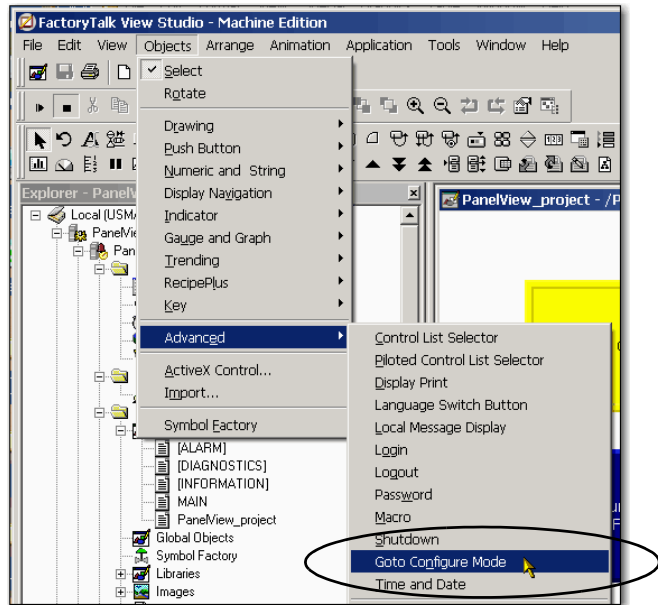 FactoryTalk View Studio - Machine Edition
File Edit View Objects Arrange Animation Application Tools Window Help
Select
Rotate
Drawing
Push Button
Numeric and String
Display Navigation
Indicator
Gauge and Graph
Trending
RecipePlus
Key
Advanced
ActiveX Control...
Import...
Symbol Factory
Control List Selector
Piloted Control List Selector
Display Print
Language Switch Button
Local Message Display
Login
Logout
Password
Macro
Shutdown
Goto Configure Mode
Time and Date
Explorer - PanelV
Local (USM
PanelVie
Pan
[ALARM]
[DIAGNOSTICS]
[INFORMATION]
MAIN
PanelView_project
Global Objects
Symbol Factory
Libraries
Images
PanelView_project - /P